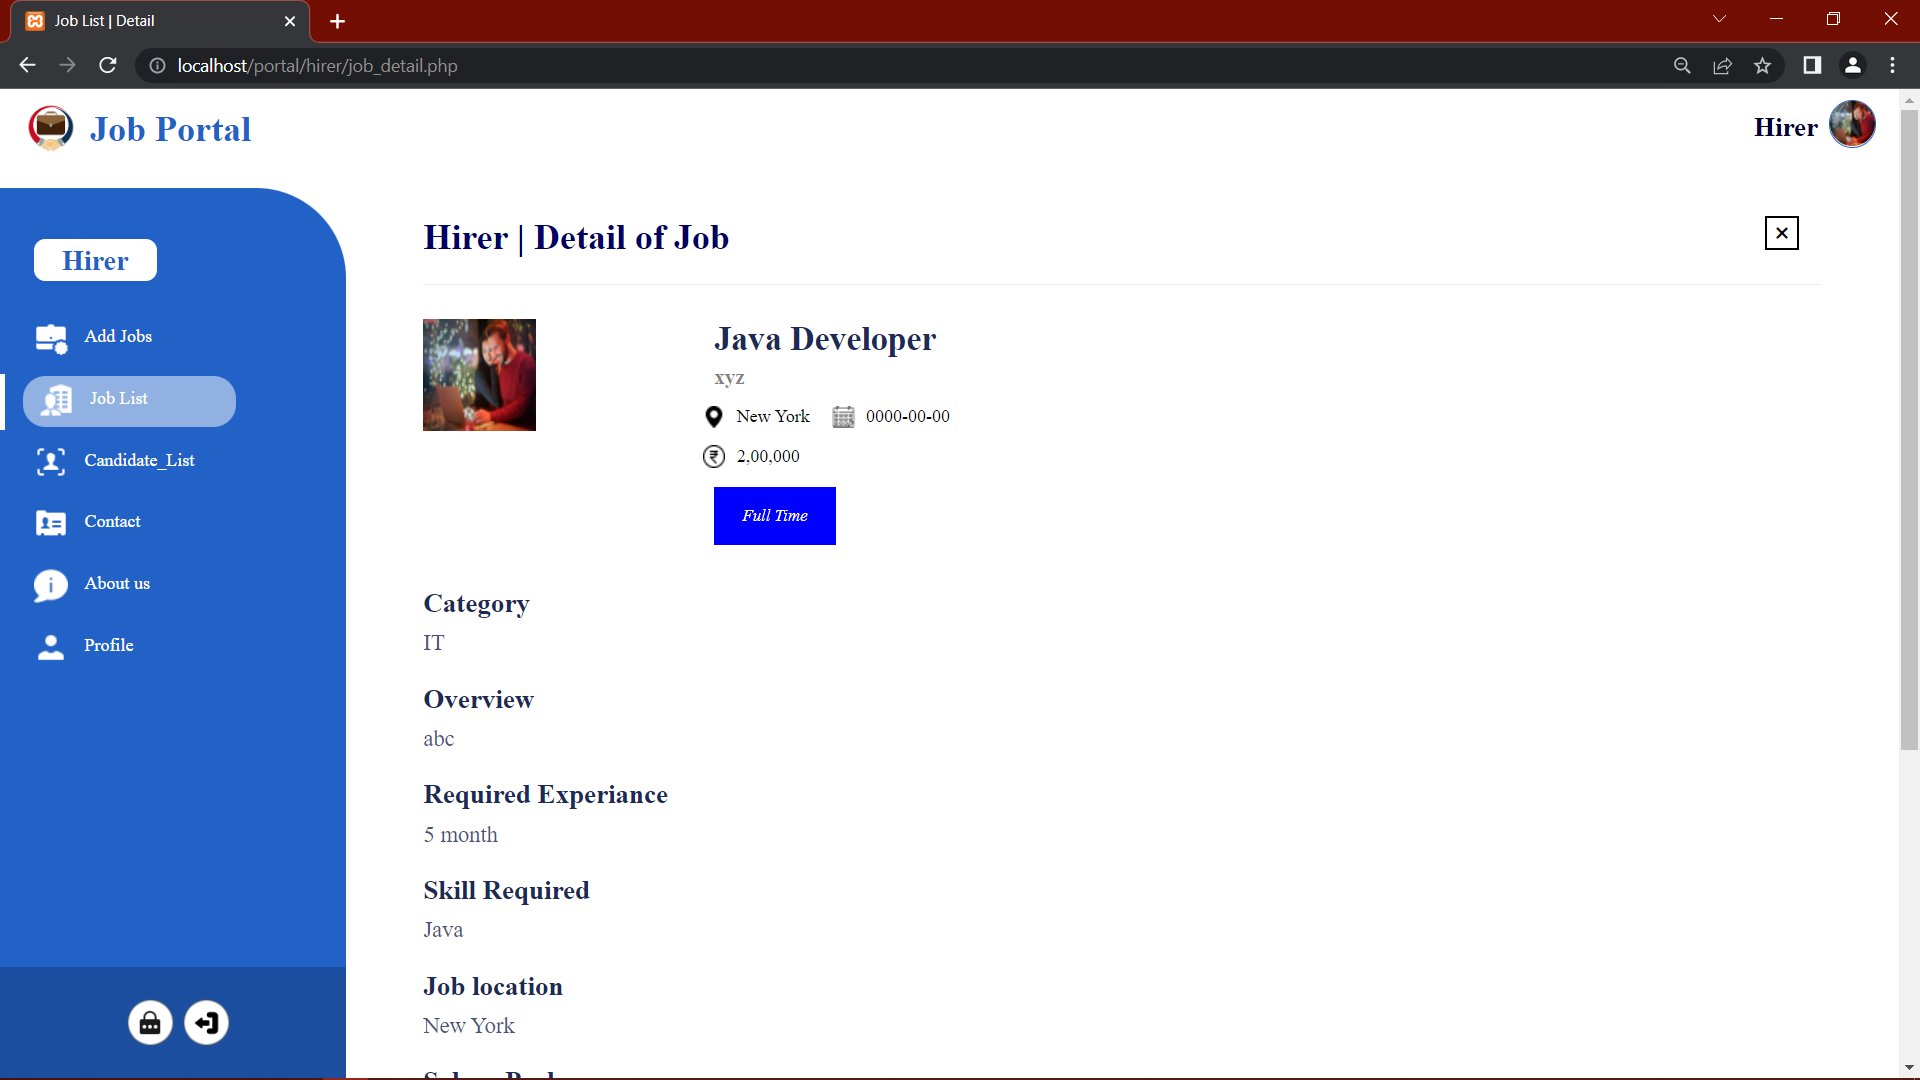 Job List | Detail
localhost/portal/hirer/job_detail.php
Job Portal
Hirer
Hirer
Add Jobs
Job List
Candidate_List
Contact
About us
Profile
Hirer | Detail of Job
Java Developer
xyz
New York 0000-00-00
2,00,000
Full Time
Category
IT
Overview
abc
Required Experiance
5 month
Skill Required
Java
Job location
New York